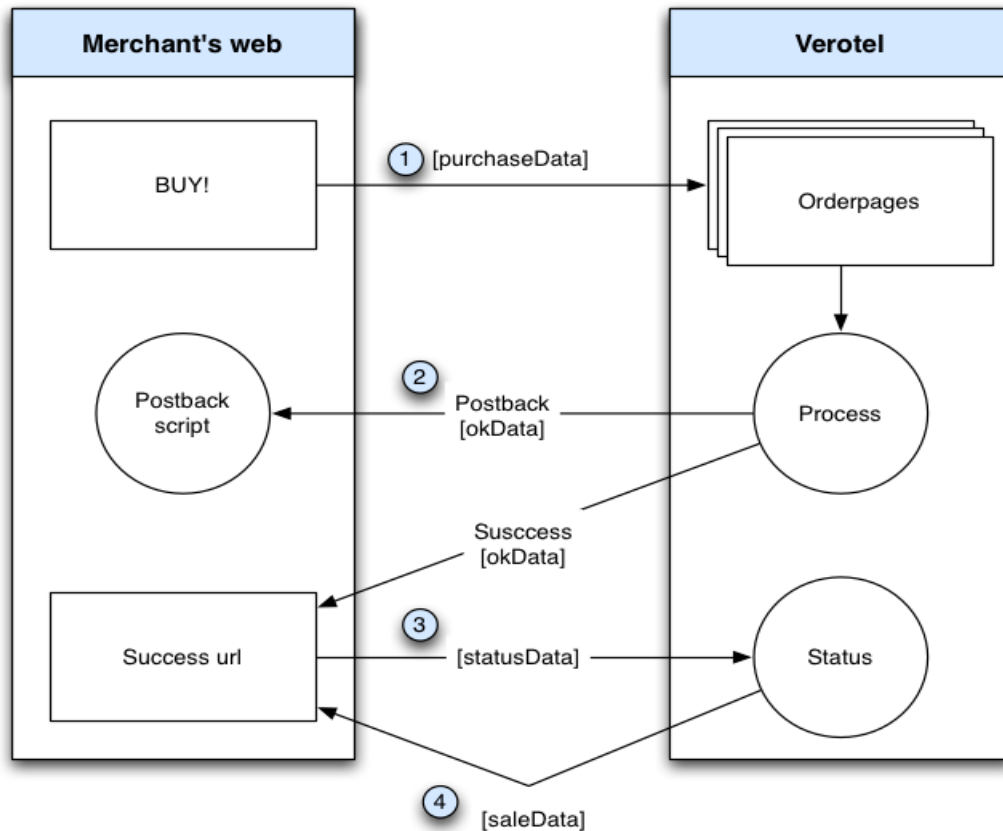 Merchant's web
Verotel
BUY!
1 [purchaseData]
Orderpages
2
Postback
script
Postback
[okData]
Process
Susccess
[okData]
3
Success url
[statusData]
Status
4
[saleData]